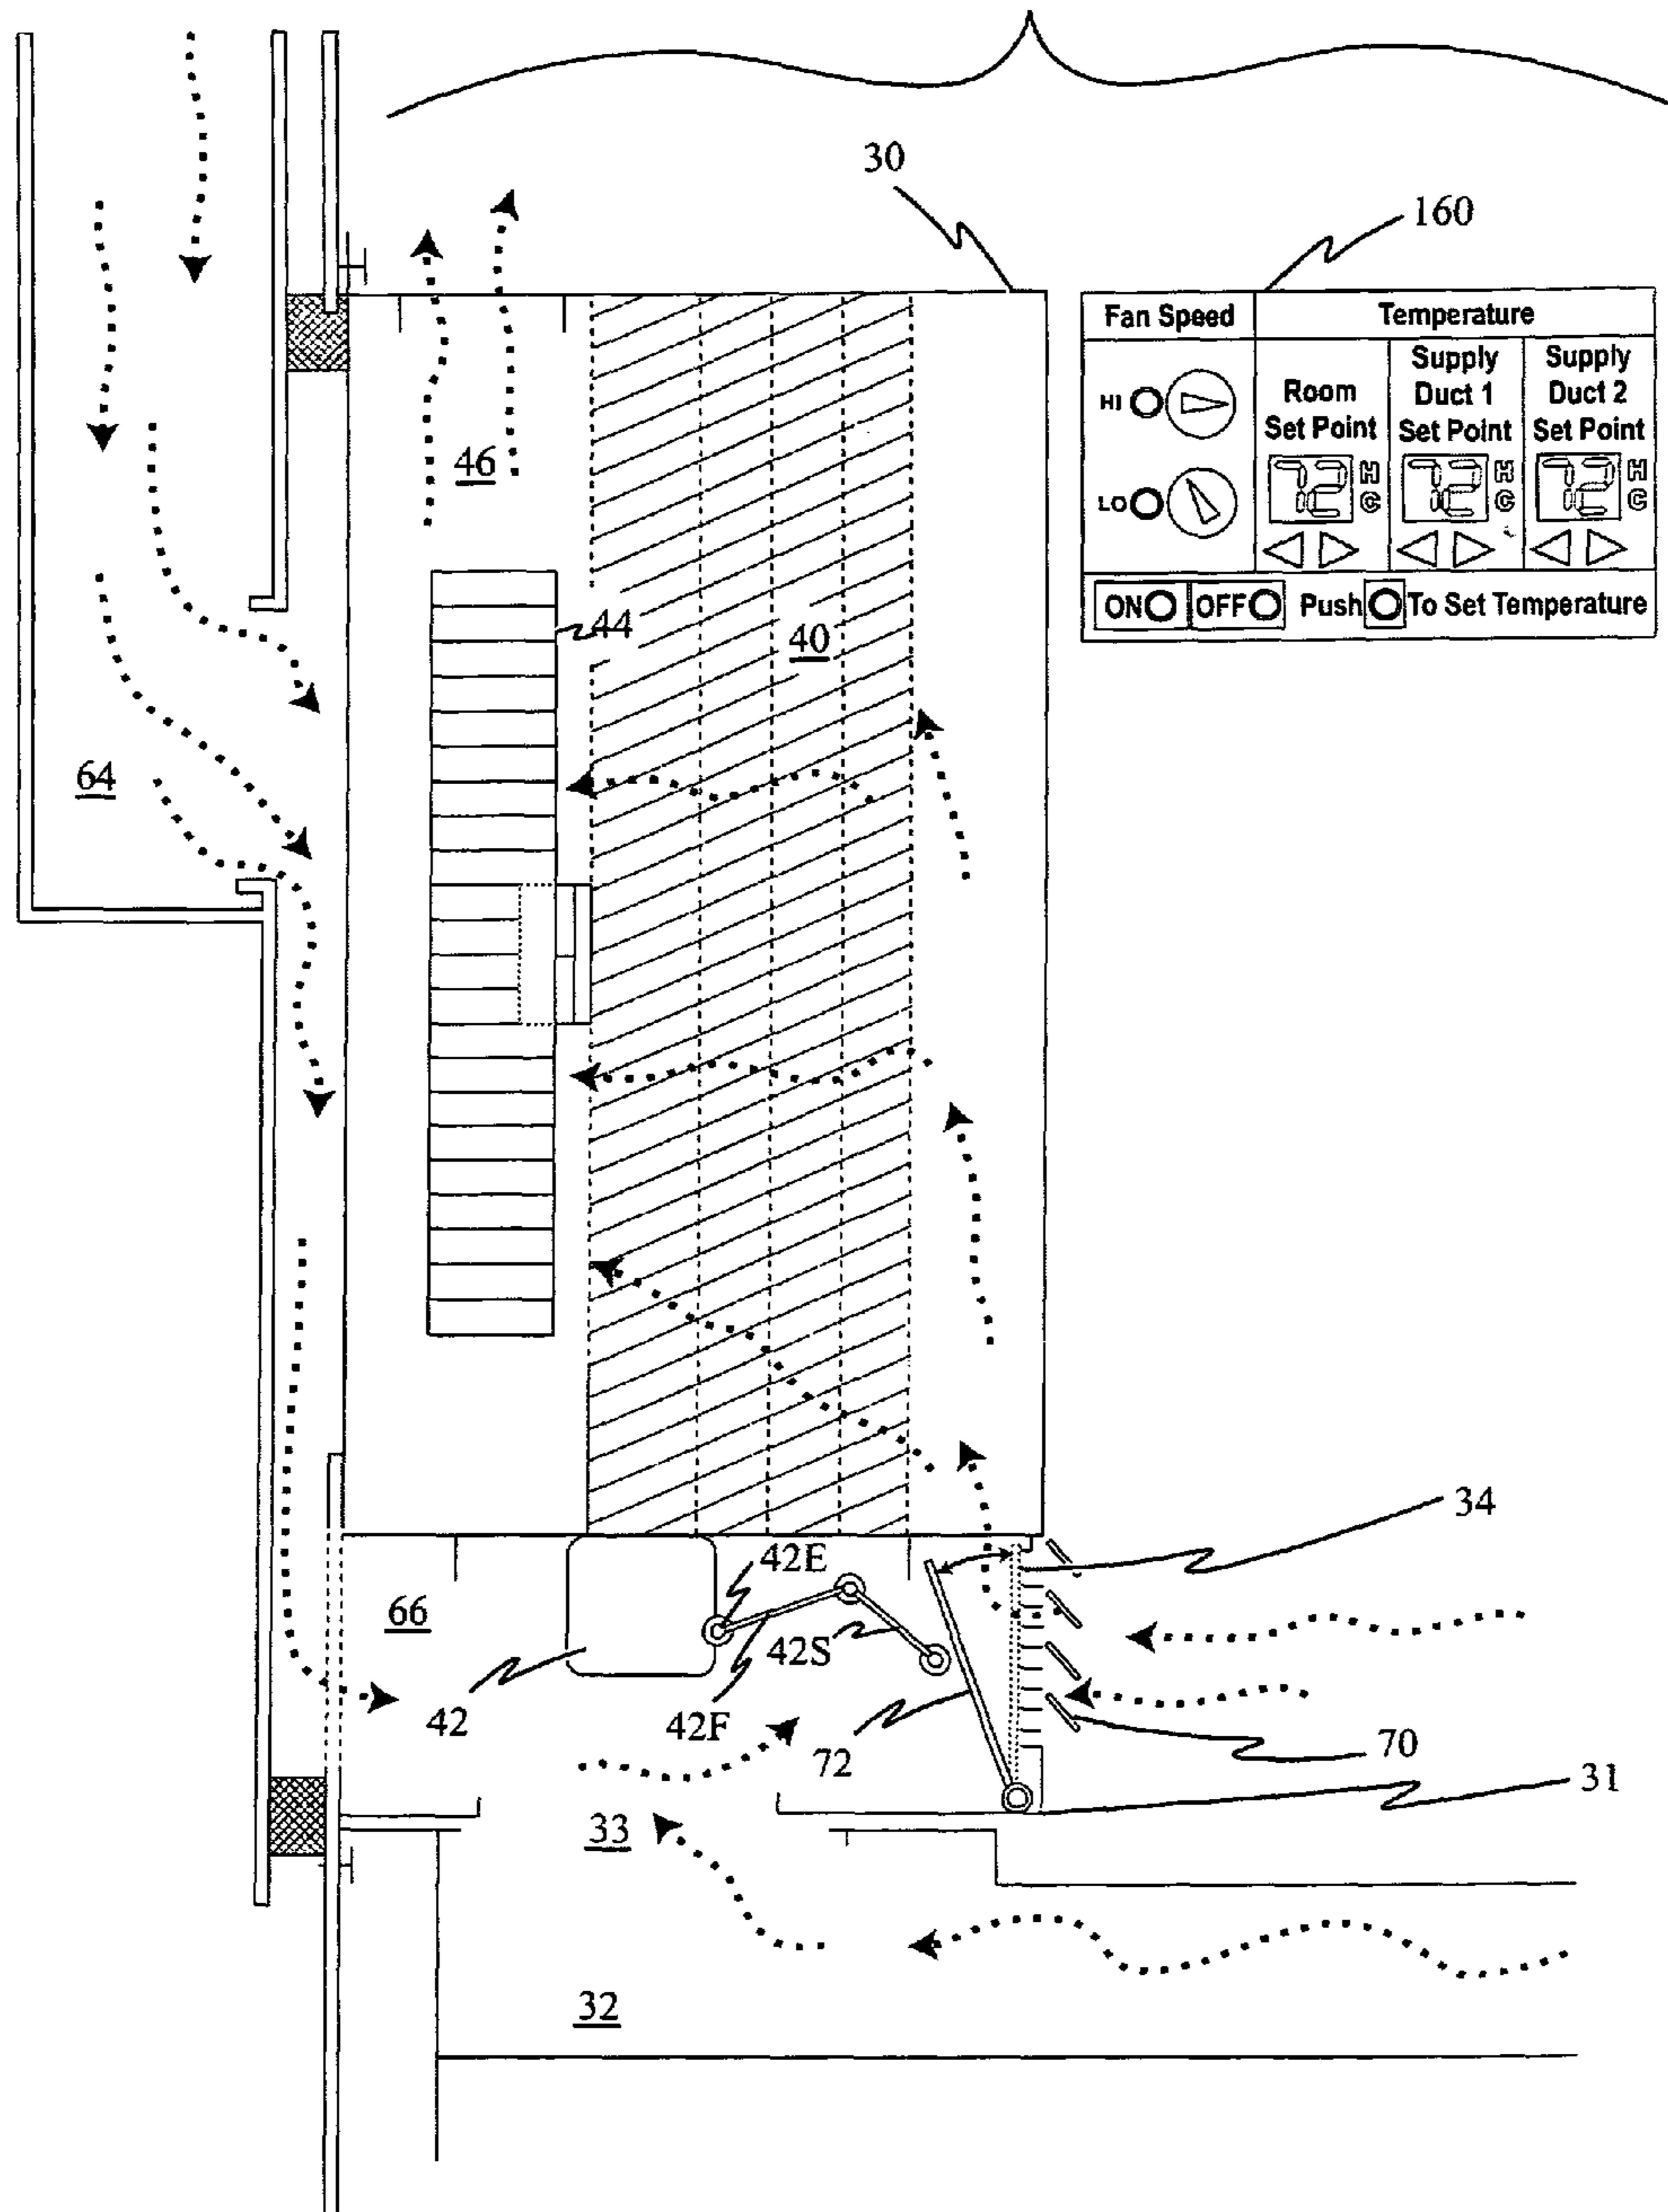 30
160
Fan Speed
Temperature
HI
LO
Room
Set Point
72 H
C
Supply
Duct 1
Set Point
72 H
C
Supply
Duct 2
Set Point
72 H
C
ON OFF Push To Set Temperature
46
44
40
64
34
42E
66
42S
42
42F
72
70
31
33
32